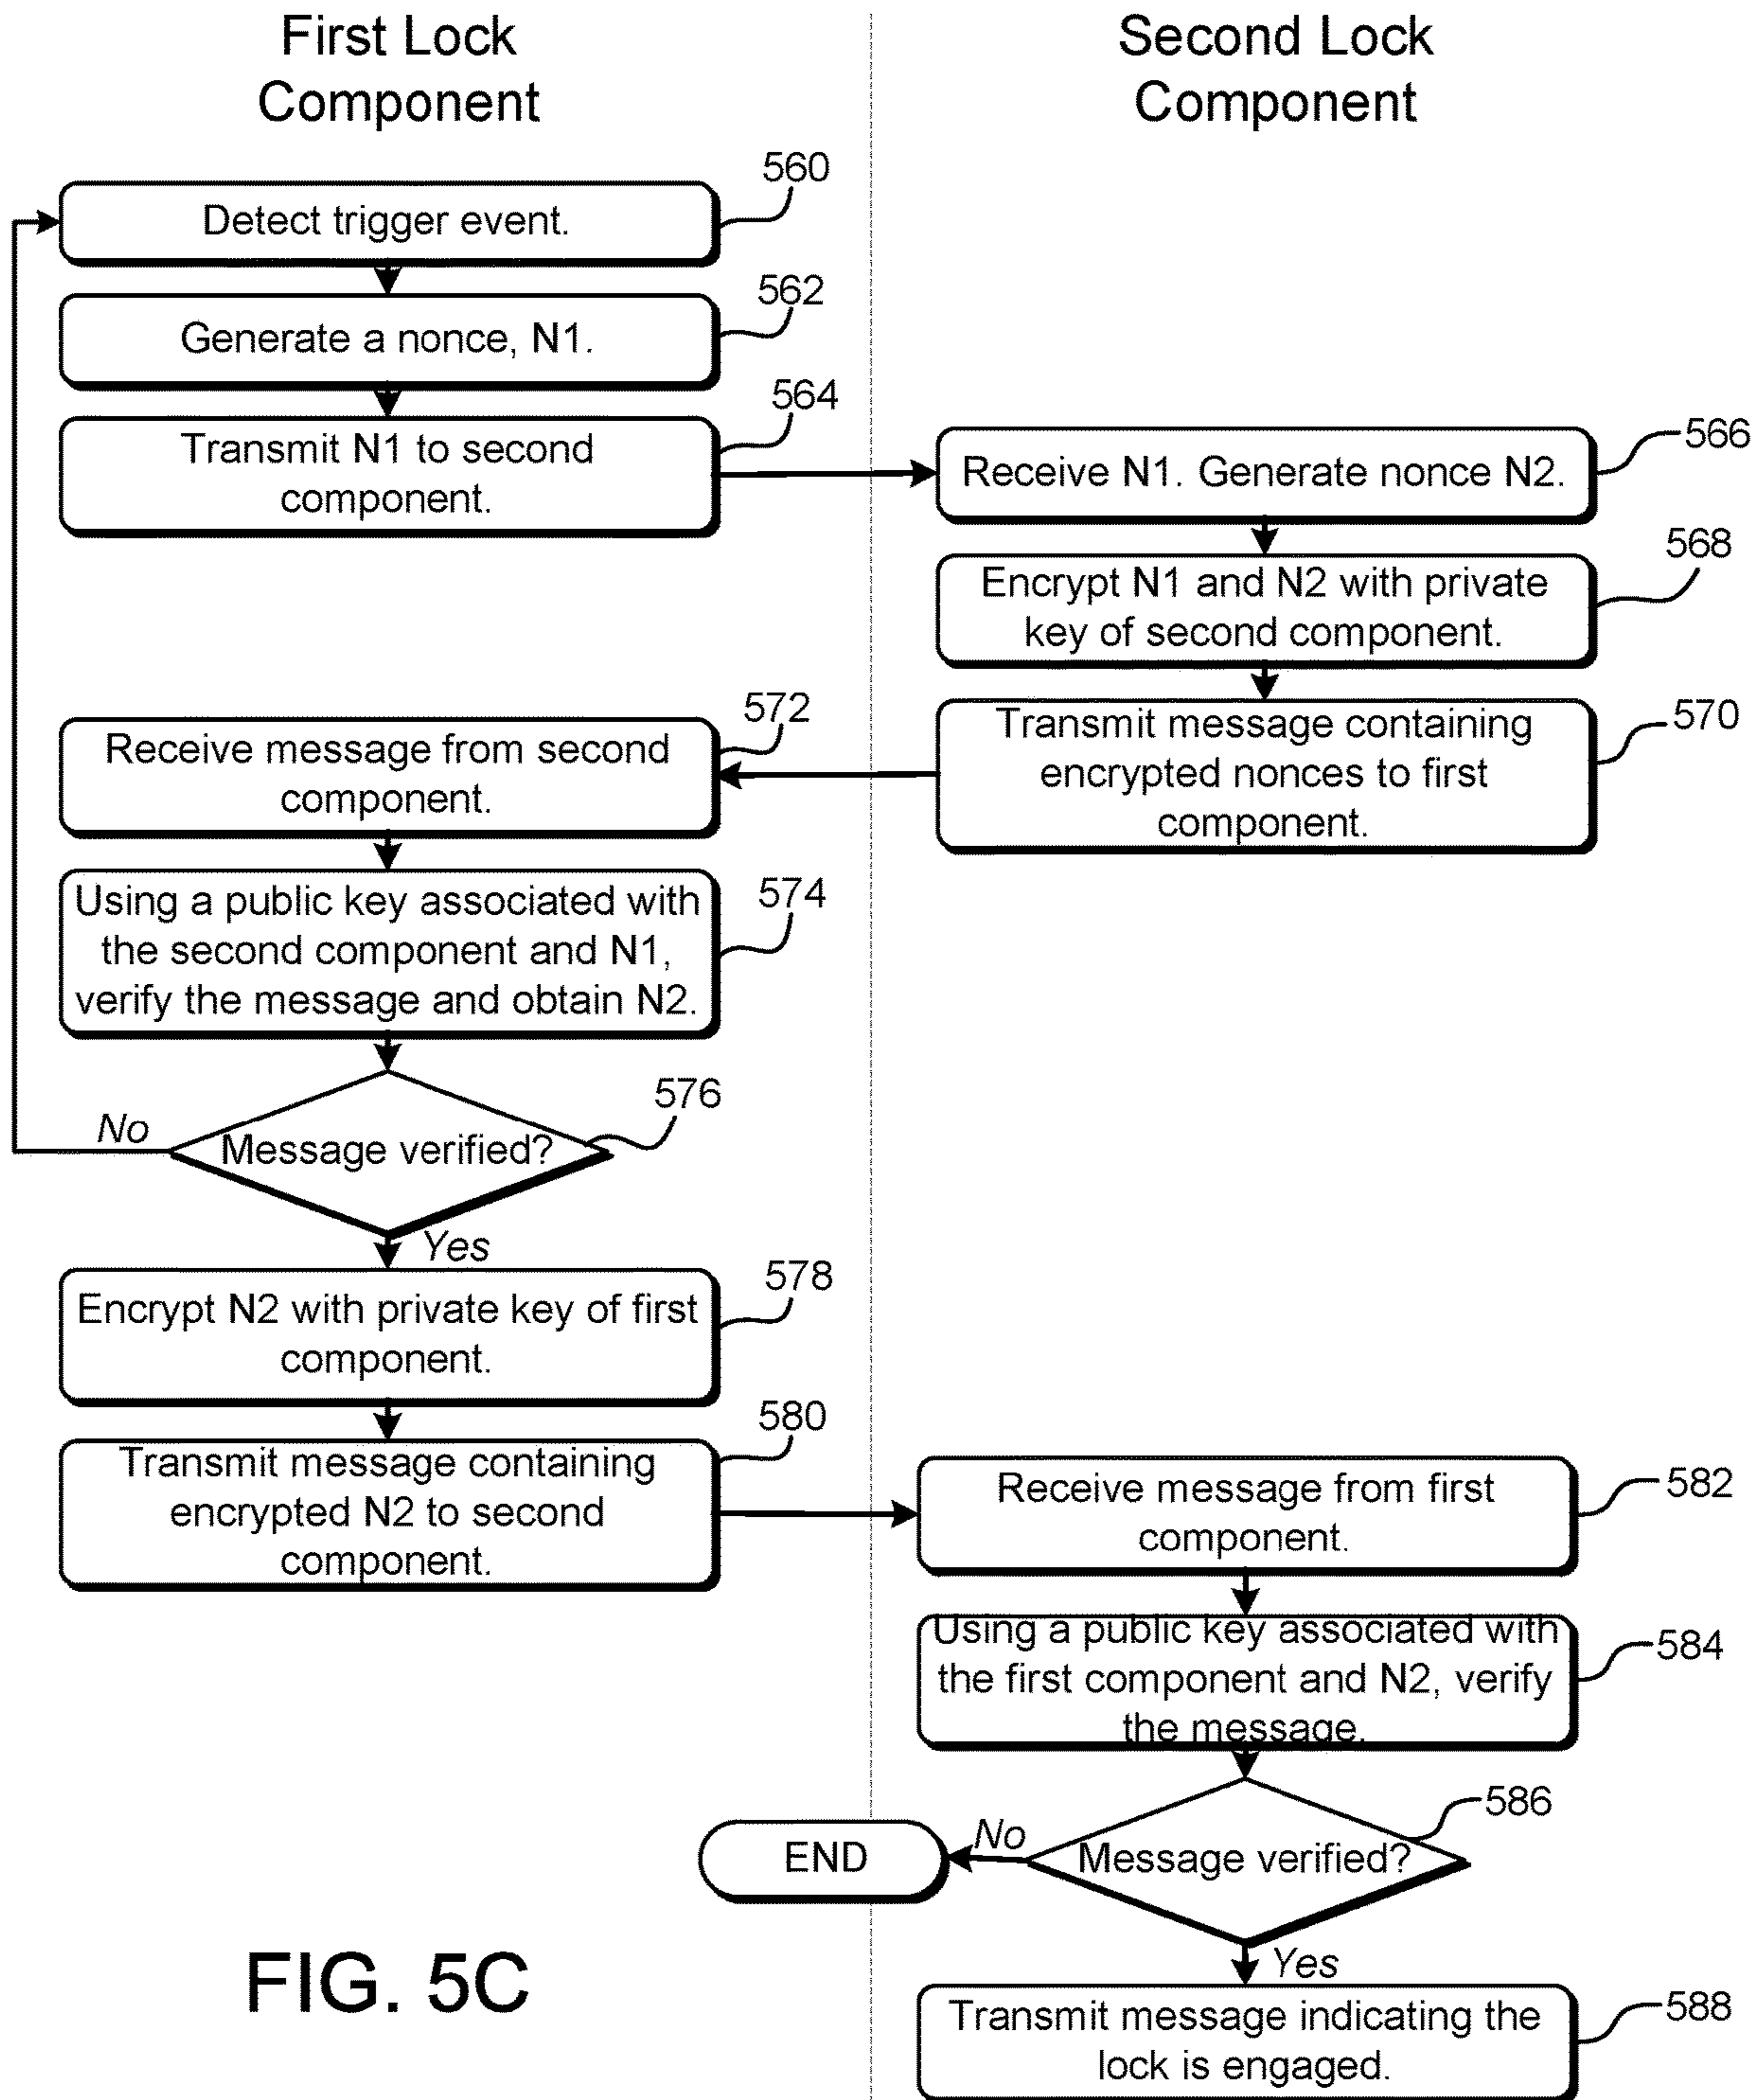 First Lock
Component
Second Lock
Component
560
Detect trigger event.
562
Generate a nonce, N1.
564
Transmit N1 to second
component.
566
Receive N1. Generate nonce N2.
568
Encrypt N1 and N2 with private
key of second component.
570
Transmit message containing
encrypted nonces to first
component.
572
Receive message from second
component.
574
Using a public key associated with
the second component and N1,
verify the message and obtain N2.
576
Message verified?
No
Yes
578
Encrypt N2 with private key of first
component.
580
Transmit message containing
encrypted N2 to second
component.
582
Receive message from first
component.
584
Using a public key associated with
the first component and N2, verify
the message.
586
Message verified?
No
END
Yes
588
Transmit message indicating the
lock is engaged.
FIG. 5C